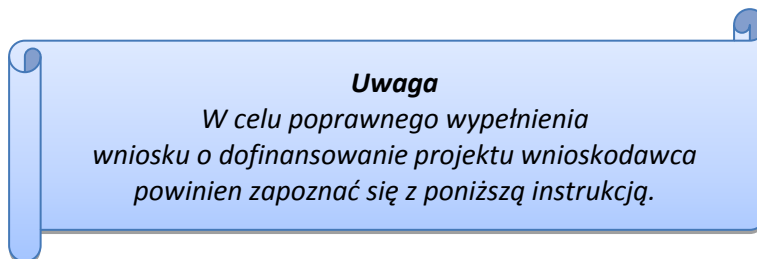 Uwaga
W celu poprawnego wypełnienia
wniosku o dofinansowanie projektu wnioskodawca
powinien zapoznać się z poniższą instrukcją.